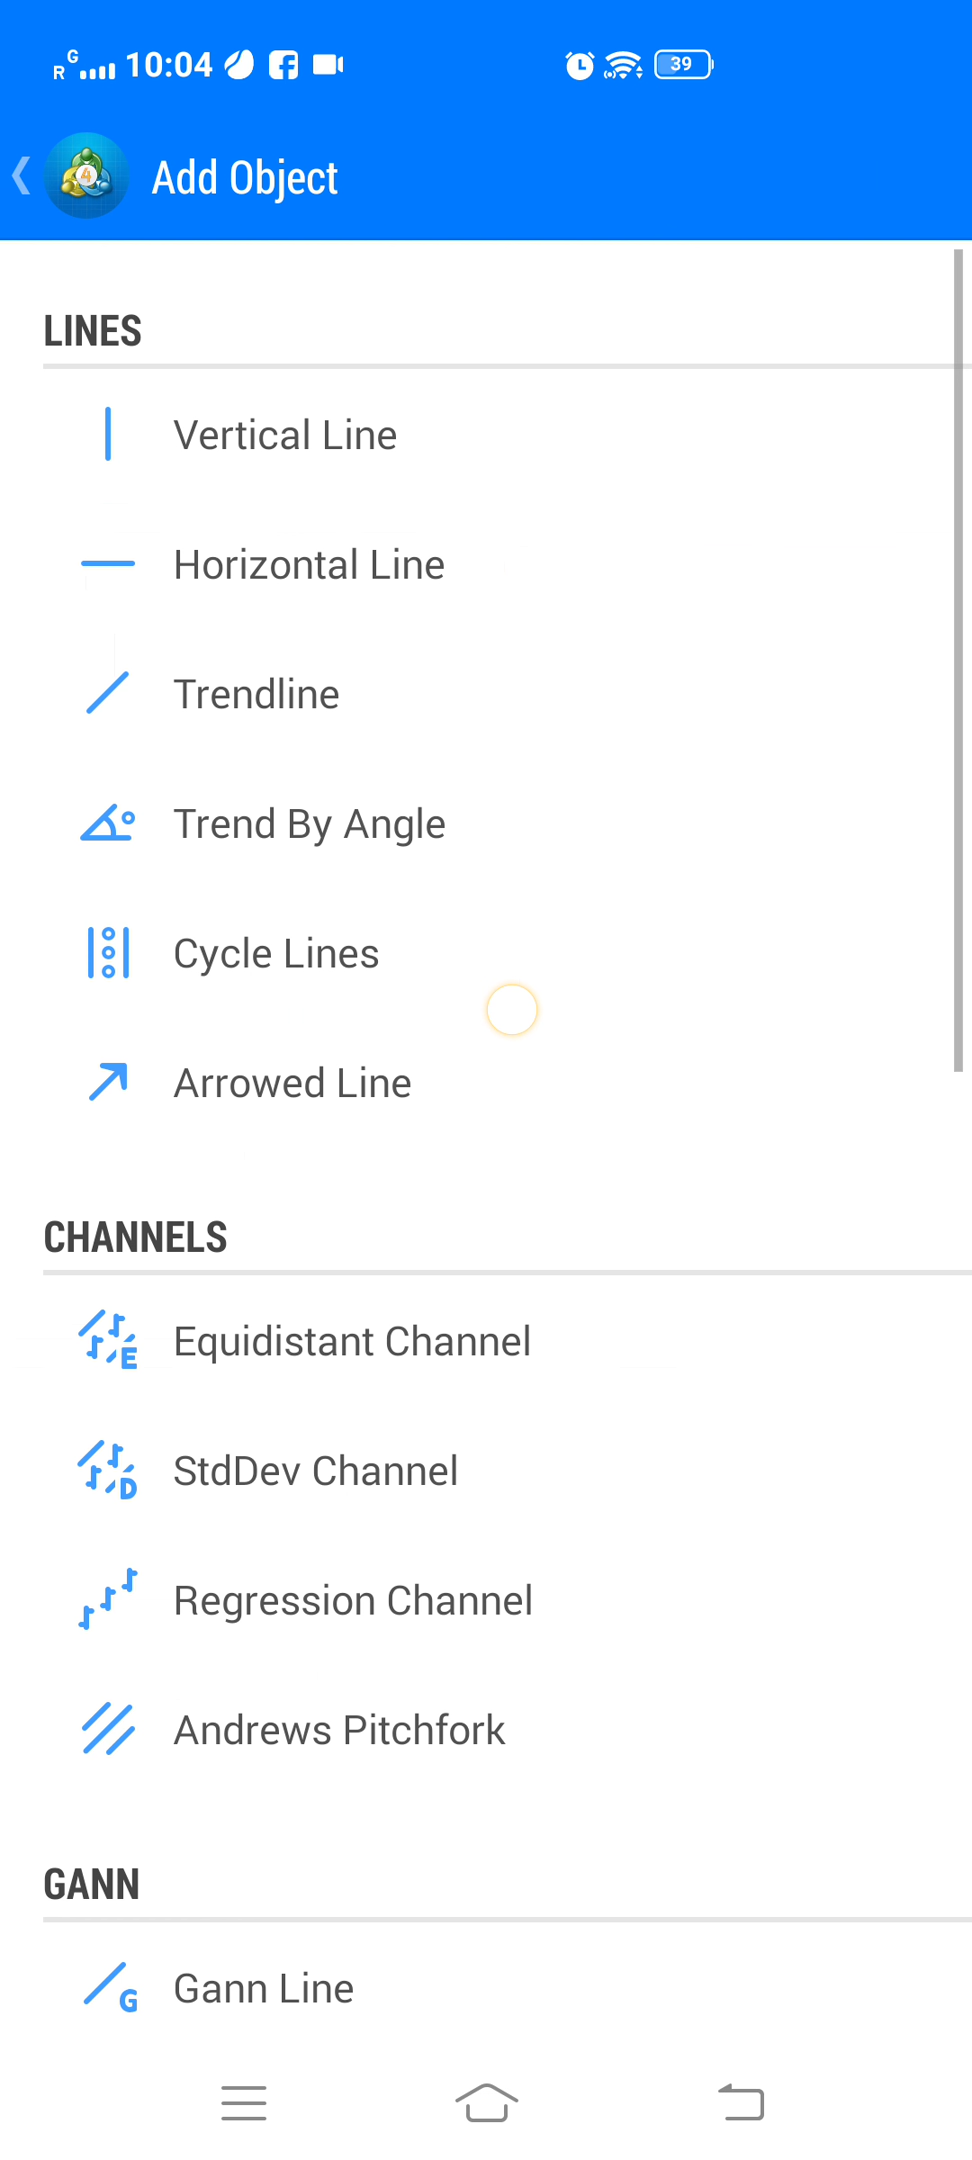 R G 10:04 39
4 Add Object
LINES
Vertical Line
Horizontal Line
Trendline
Trend By Angle
Cycle Lines
Arrowed Line
CHANNELS
E Equidistant Channel
D StdDev Channel
Regression Channel
Andrews Pitchfork
GANN
G Gann Line